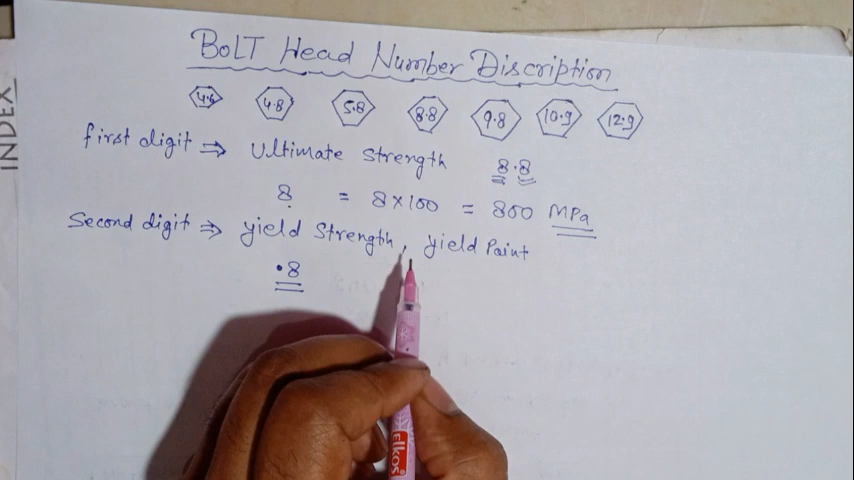 INDEX
BoLT Head Number Discription
4.6 4.8 5.8 8.8 9.8 10.9 12.9
first digit ⇒ Ultimate Strength 8.8
8 = 8×100 = 800 MPa
Second digit ⇒ yield Strength, yield Point
.8
Elkos